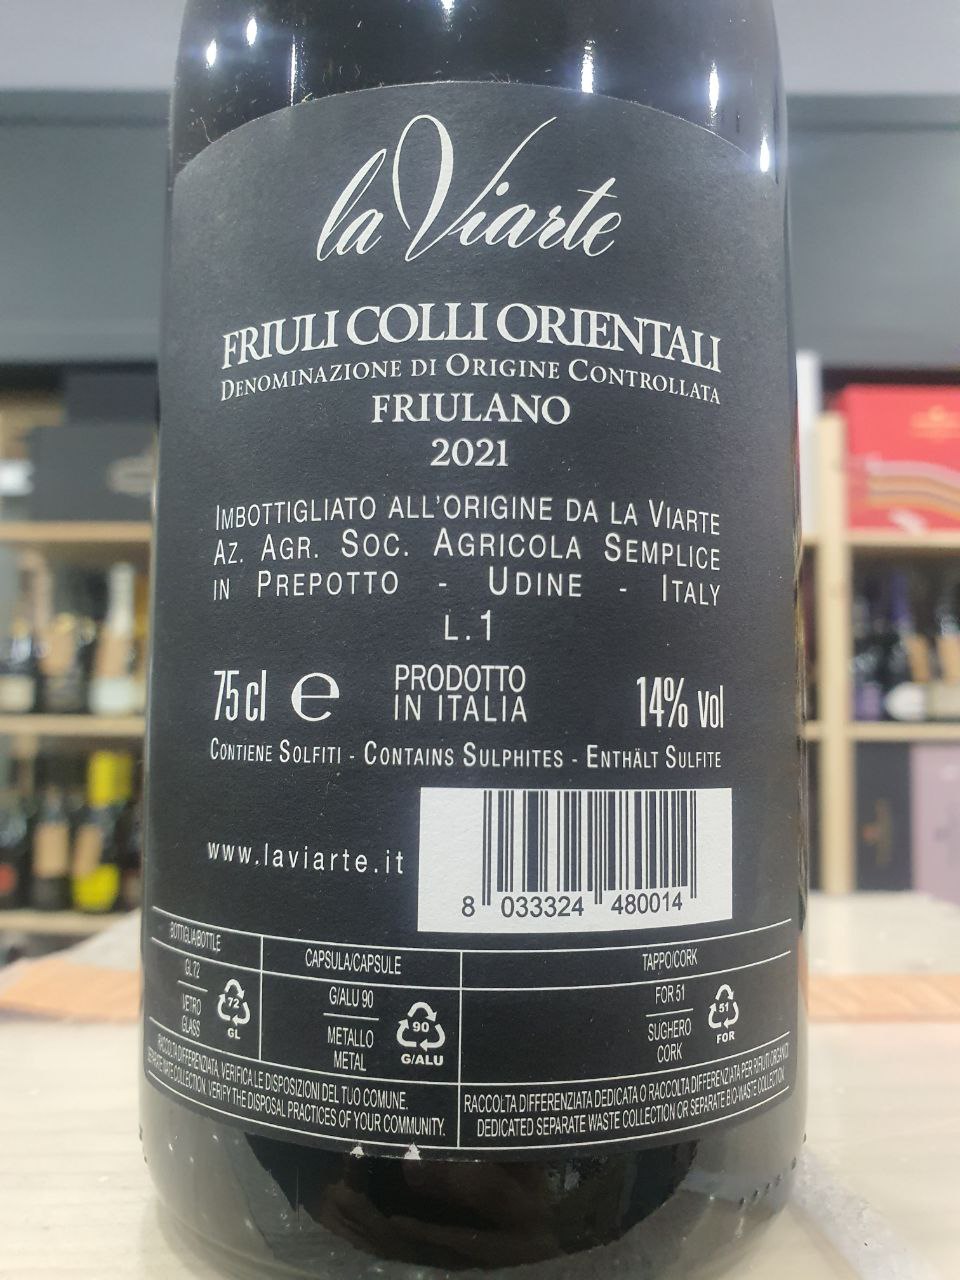 la Viarte
FRIULI COLLI ORIENTALI
DENOMINAZIONE DI ORIGINE CONTROLLATA
FRIULANO
2021
IMBOTTIGLIATO ALL'ORIGINE DA LA VIARTE
AZ. AGR. SOC. AGRICOLA SEMPLICE
IN PREPOTTO - UDINE - ITALY
L.1
75 cl e PRODOTTO IN ITALIA 14% vol
CONTIENE SOLFITI - CONTAINS SULPHITES - ENTHÄLT SULFITE
www.laviarte.it
8 033324 480014
BOTTIGLIA/BOTTLE
GL 72
VETRO
GLASS
72
GL
CAPSULA/CAPSULE
G/ALU 90
METALLO
METAL
90
G/ALU
TAPPO/CORK
FOR 51
SUGHERO
CORK
51
FOR
RACCOLTA DIFFERENZIATA. VERIFICA LE DISPOSIZIONI DEL TUO COMUNE.
SEPARATE WASTE COLLECTION. VERIFY THE DISPOSAL PRACTICES OF YOUR COMMUNITY.
RACCOLTA DIFFERENZIATA DEDICATA O RACCOLTA DIFFERENZIATA PER RIFIUTI ORGANICI
DEDICATED SEPARATE WASTE COLLECTION OR SEPARATE BIO-WASTE COLLECTION.